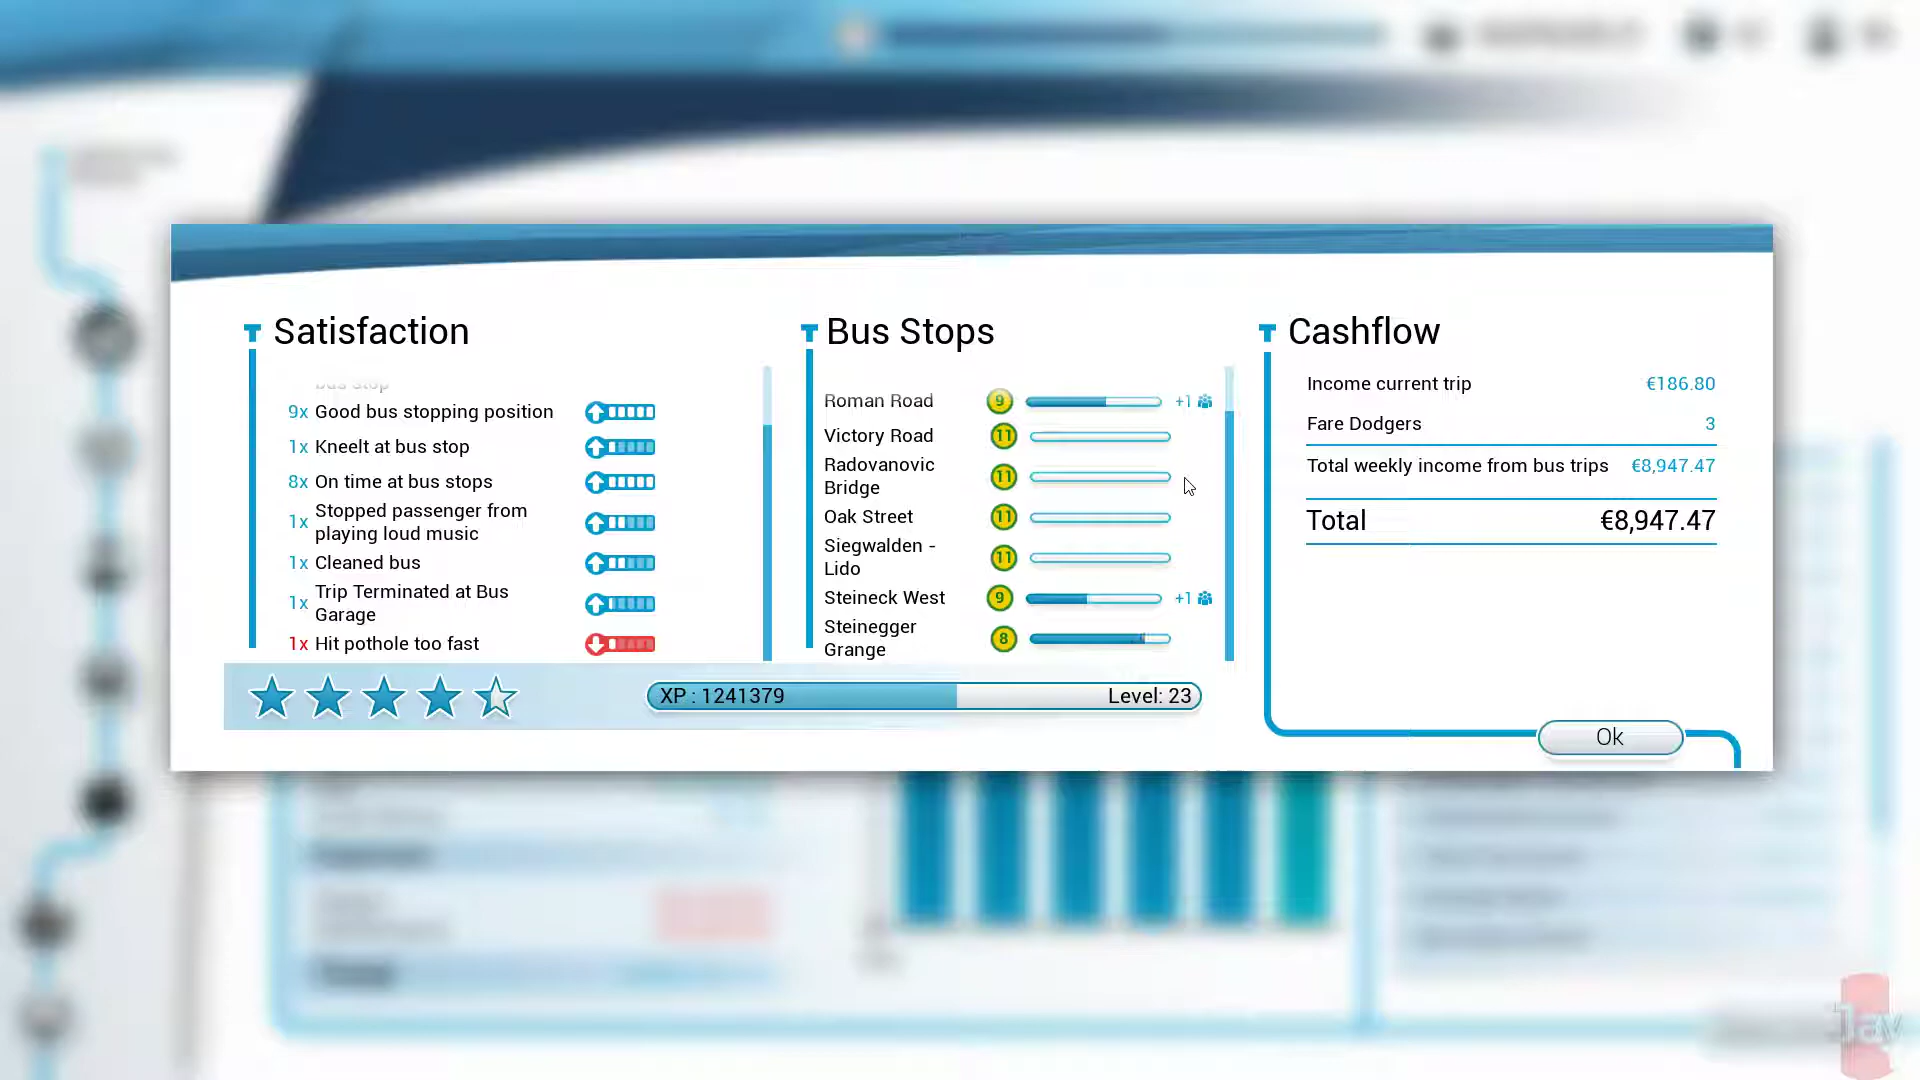 Satisfaction
bus stop
9x Good bus stopping position
1x Kneelt at bus stop
8x On time at bus stops
1x Stopped passenger from
playing loud music
1x Cleaned bus
1x Trip Terminated at Bus
Garage
1x Hit pothole too fast
XP : 1241379 Level: 23
Bus Stops
Roman Road 9 +1
Victory Road 11
Radovanovic
Bridge 11
Oak Street 11
Siegwalden -
Lido 11
Steineck West 9 +1
Steinegger
Grange 8
Cashflow
Income current trip €186.80
Fare Dodgers 3
Total weekly income from bus trips €8,947.47
Total €8,947.47
Ok
Jay